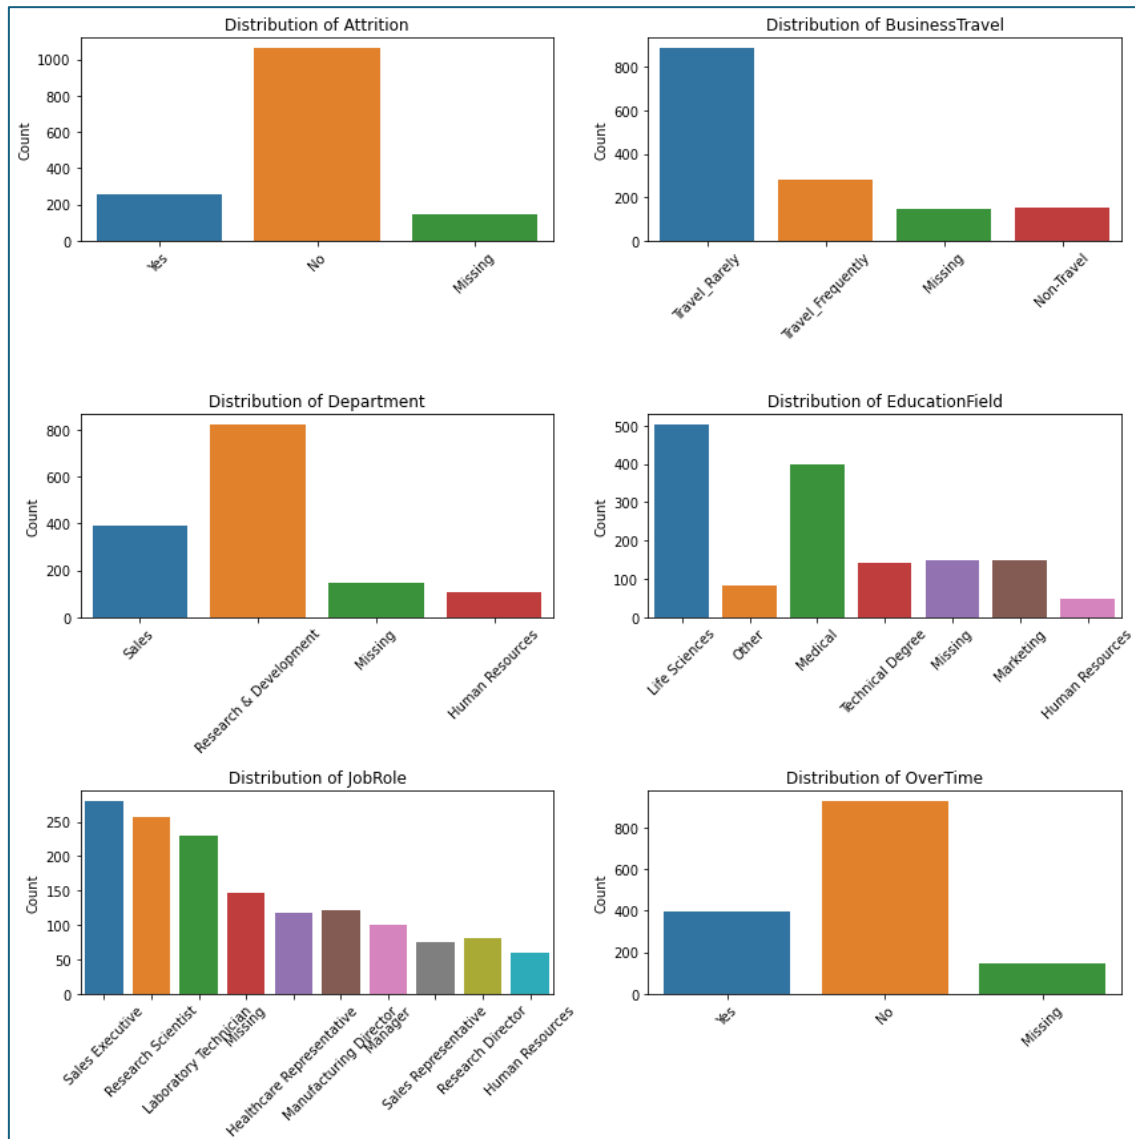 Distribution of Attrition
Count
1000
800
600
400
200
0
Yes
No
Missing
Distribution of BusinessTravel
Count
800
600
400
200
0
Travel_Rarely
Travel_Frequently
Missing
Non-Travel
Distribution of Department
Count
800
600
400
200
0
Sales
Research & Development
Missing
Human Resources
Distribution of EducationField
Count
500
400
300
200
100
0
Life Sciences
Other
Medical
Technical Degree
Missing
Marketing
Human Resources
Distribution of JobRole
Count
250
200
150
100
50
0
Sales Executive
Research Scientist
Laboratory Technician
Missing
Healthcare Representative
Manufacturing Director
Manager
Sales Representative
Research Director
Human Resources
Distribution of OverTime
Count
800
600
400
200
0
Yes
No
Missing